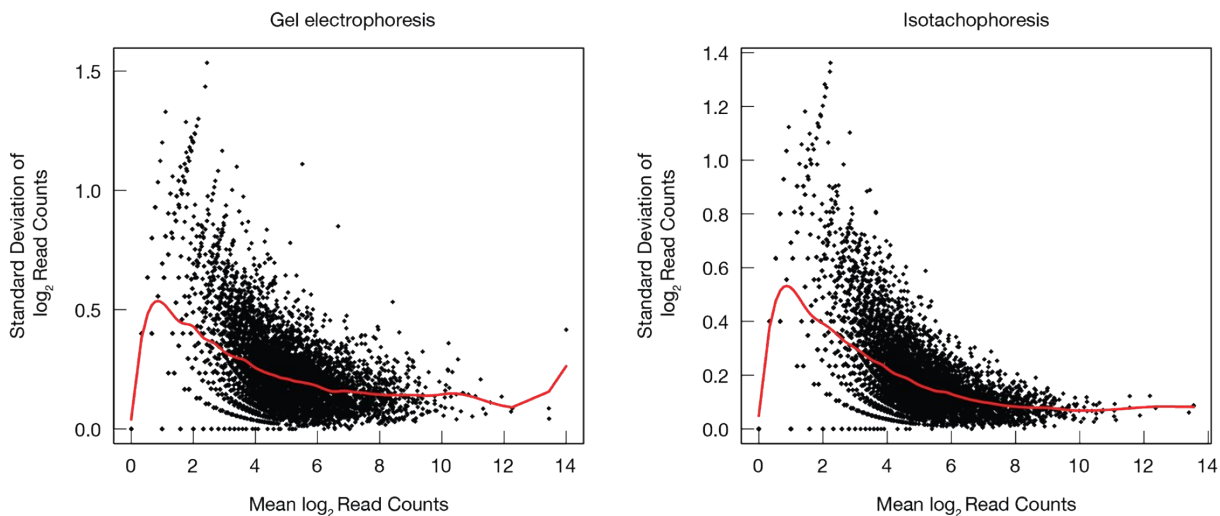 Gel electrophoresis
Standard Deviation of
log₂ Read Counts
1.5
1.0
0.5
0.0
0 2 4 6 8 10 12 14
Mean log₂ Read Counts
Isotachophoresis
Standard Deviation of
log₂ Read Counts
1.4
1.2
1.0
0.8
0.6
0.4
0.2
0.0
0 2 4 6 8 10 12 14
Mean log₂ Read Counts